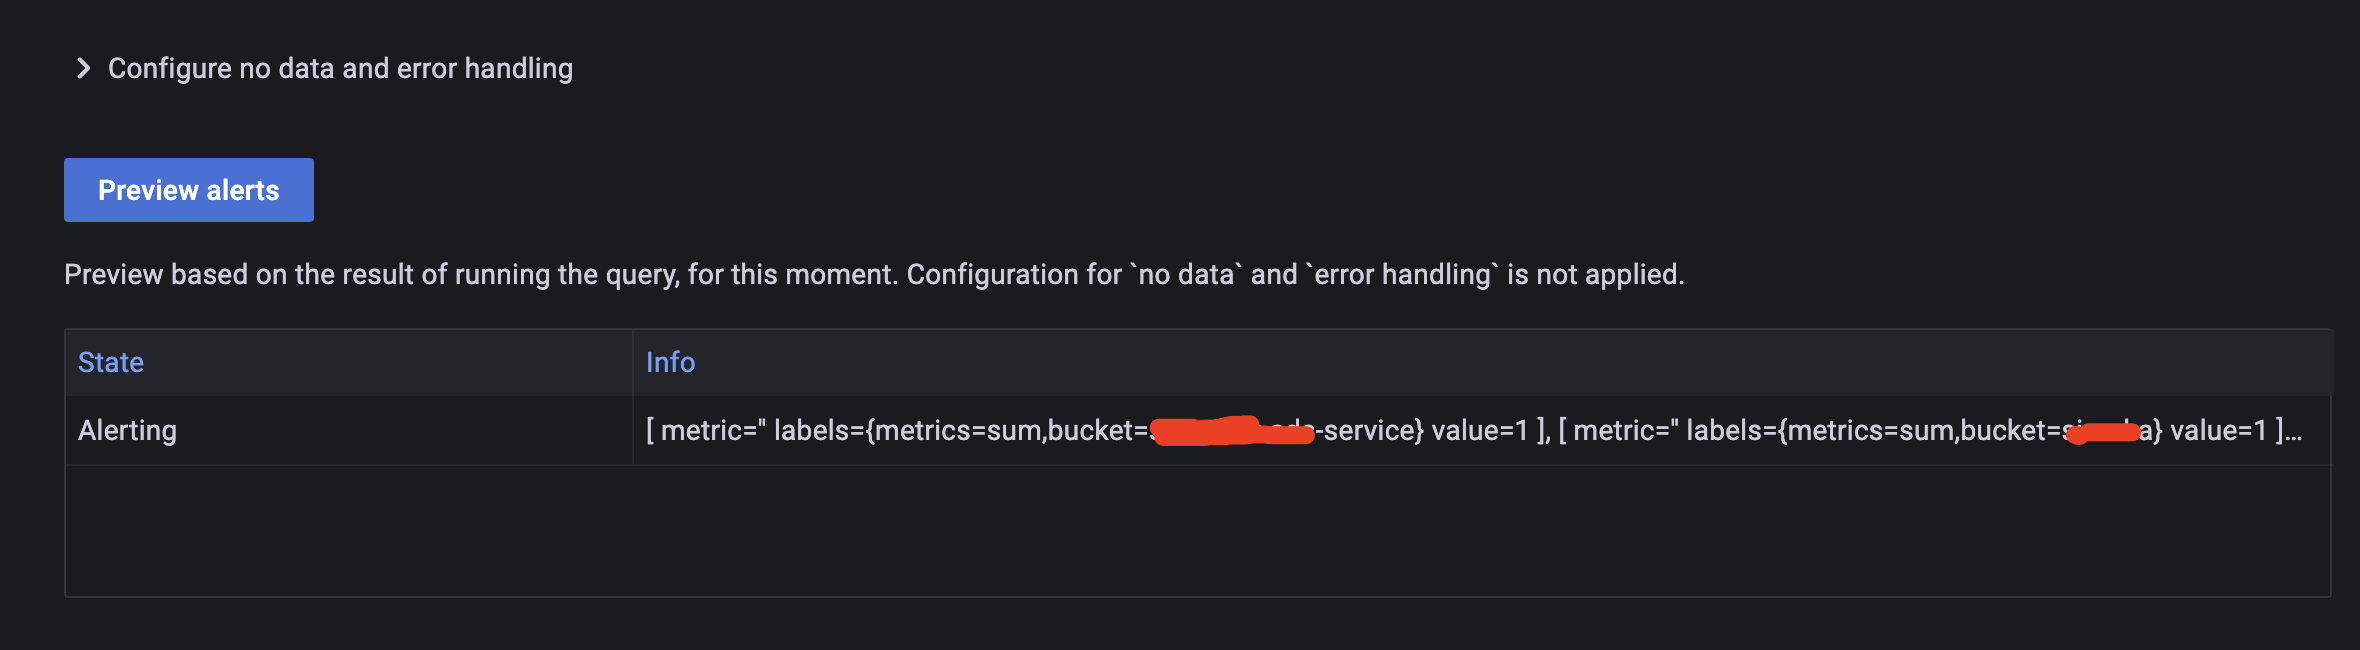 Configure no data and error handling
Preview alerts
Preview based on the result of running the query, for this moment. Configuration for `no data` and `error handling` is not applied.
State Info
Alerting [ metric='' labels={metrics=sum,bucket= -service} value=1 ], [ metric='' labels={metrics=sum,bucket= } value=1 ]...